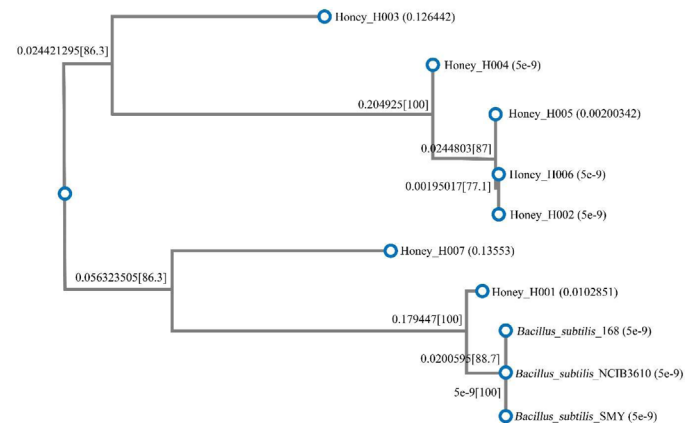 Honey_H003 (0.126442)
0.024421295[86.3]
Honey_H004 (5e-9)
0.204925[100]
Honey_H005 (0.00200342)
0.0244803[87]
Honey_H006 (5e-9)
0.00195017[77.1]
Honey_H002 (5e-9)
Honey_H007 (0.13553)
0.056323505[86.3]
Honey_H001 (0.0102851)
0.179447[100]
Bacillus_subtilis_168 (5e-9)
0.0200595[88.7]
Bacillus_subtilis_NCIB3610 (5e-9)
5e-9[100]
Bacillus_subtilis_SMY (5e-9)